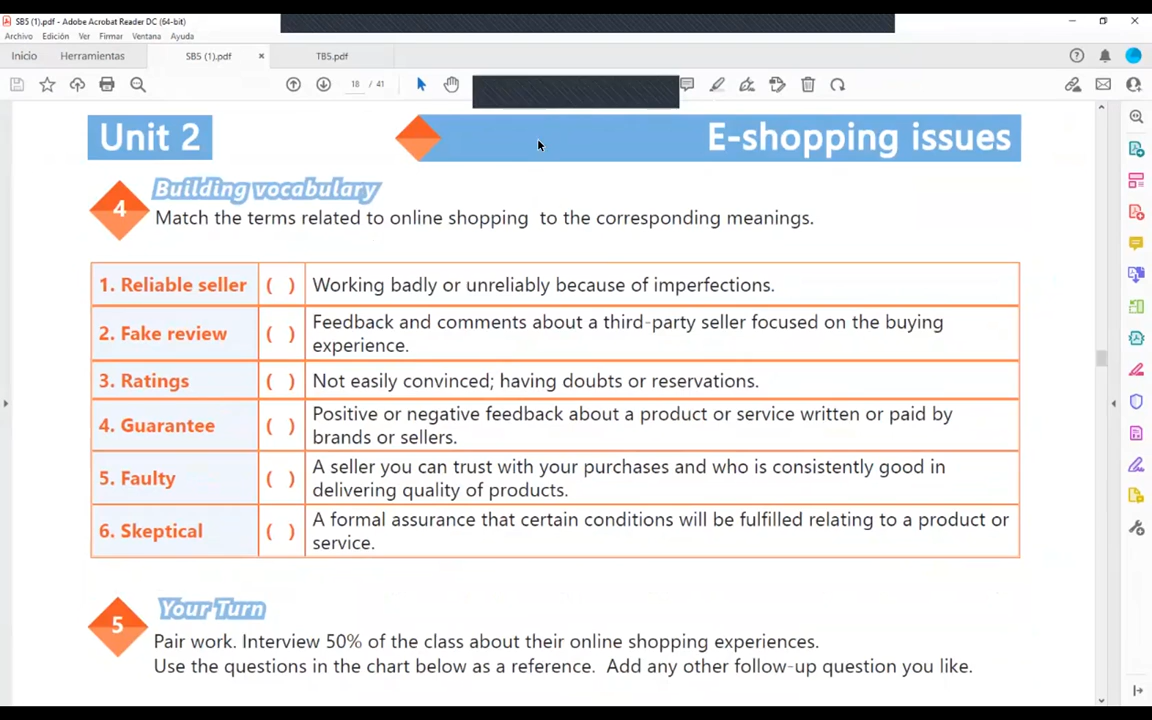 SB5 (1).pdf - Adobe Acrobat Reader DC (64-bit)
Archivo Edición Ver Firmar Ventana Ayuda
Inicio Herramientas SB5 (1).pdf × TB5.pdf
18 / 41
Unit 2
E-shopping issues
4
Building vocabulary
Match the terms related to online shopping to the corresponding meanings.
1. Reliable seller ( ) Working badly or unreliably because of imperfections.
2. Fake review ( ) Feedback and comments about a third-party seller focused on the buying
experience.
3. Ratings ( ) Not easily convinced; having doubts or reservations.
4. Guarantee ( ) Positive or negative feedback about a product or service written or paid by
brands or sellers.
5. Faulty ( ) A seller you can trust with your purchases and who is consistently good in
delivering quality of products.
6. Skeptical ( ) A formal assurance that certain conditions will be fulfilled relating to a product or
service.
5
Your Turn
Pair work. Interview 50% of the class about their online shopping experiences.
Use the questions in the chart below as a reference. Add any other follow-up question you like.